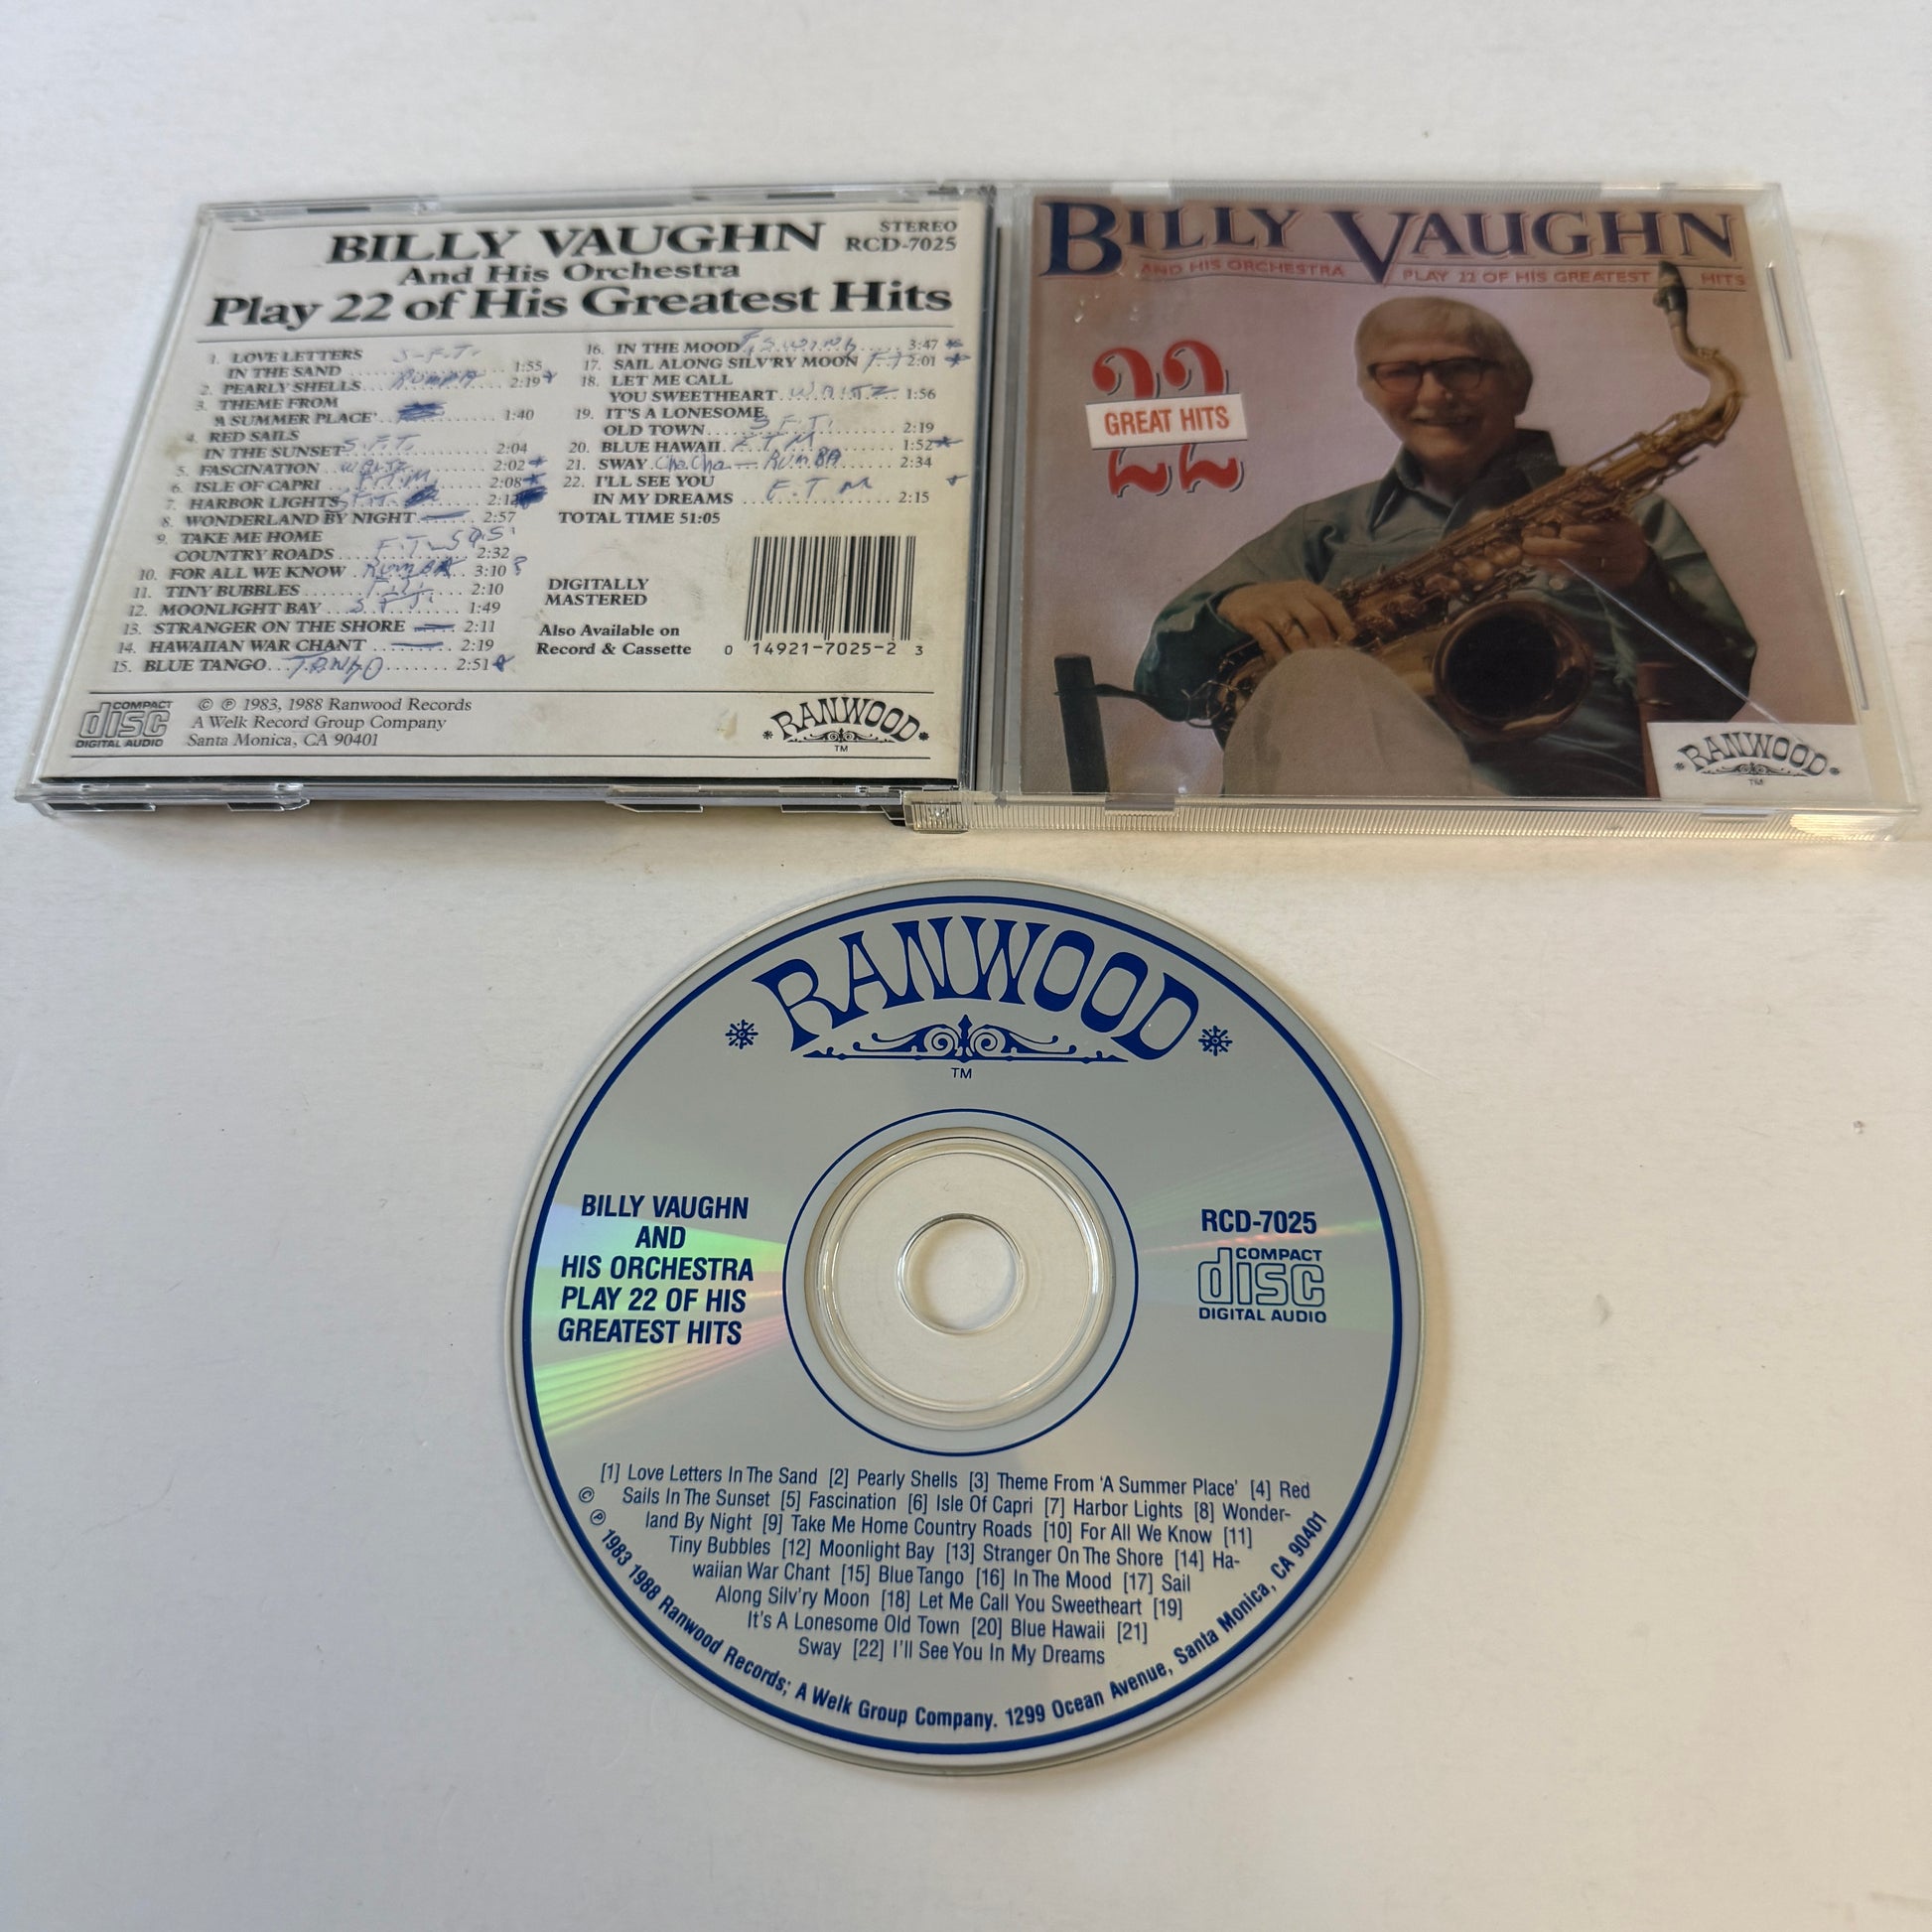 BILLY VAUGHN
STEREO
RCD-7025
And His Orchestra
Play 22 of His Greatest Hits
1. LOVE LETTERS S-F.T.
IN THE SAND 1:55
2. PEARLY SHELLS RUMBA 2:19
3. THEME FROM
'A SUMMER PLACE' 1:40
4. RED SAILS
IN THE SUNSET S.F.T. 2:04
5. FASCINATION WALTZ 2:02
6. ISLE OF CAPRI F.T.M. 2:08
7. HARBOR LIGHTS S.F.T.
8. WONDERLAND BY NIGHT 2:57
9. TAKE ME HOME
COUNTRY ROADS 2:32
10. FOR ALL WE KNOW RUMBA 3:10 ?
11. TINY BUBBLES 2:10
12. MOONLIGHT BAY S.F.T. 1:49
13. STRANGER ON THE SHORE 2:11
14. HAWAIIAN WAR CHANT 2:19
15. BLUE TANGO TANGO 2:51
16. IN THE MOOD 3:47
17. SAIL ALONG SILV'RY MOON F.T 2:01
18. LET ME CALL
YOU SWEETHEART WALTZ 1:56
19. IT'S A LONESOME
OLD TOWN S.F.T. 2:19
20. BLUE HAWAII F.T.M 1:52
21. SWAY Cha Cha — RUMBA 2:34
22. I'LL SEE YOU
IN MY DREAMS F.T M 2:15
TOTAL TIME 51:05
DIGITALLY
MASTERED
Also Available on
Record & Cassette
0 14921-7025-2 3
COMPACT
disc
DIGITAL AUDIO
© ℗ 1983, 1988 Ranwood Records
A Welk Record Group Company
Santa Monica, CA 90401
RANWOOD
TM
BILLY VAUGHN
AND HIS ORCHESTRA PLAY 22 OF HIS GREATEST HITS
22
GREAT HITS
RANWOOD
TM
RANWOOD
TM
BILLY VAUGHN
AND
HIS ORCHESTRA
PLAY 22 OF HIS
GREATEST HITS
RCD-7025
COMPACT
disc
DIGITAL AUDIO
[1] Love Letters In The Sand [2] Pearly Shells [3] Theme From 'A Summer Place' [4] Red
Sails In The Sunset [5] Fascination [6] Isle Of Capri [7] Harbor Lights [8] Wonder-
land By Night [9] Take Me Home Country Roads [10] For All We Know [11]
Tiny Bubbles [12] Moonlight Bay [13] Stranger On The Shore [14] Ha-
waiian War Chant [15] Blue Tango [16] In The Mood [17] Sail
Along Silv'ry Moon [18] Let Me Call You Sweetheart [19]
It's A Lonesome Old Town [20] Blue Hawaii [21]
Sway [22] I'll See You In My Dreams
© ℗ 1983 1988 Ranwood Records; A Welk Group Company. 1299 Ocean Avenue, Santa Monica, CA 90401